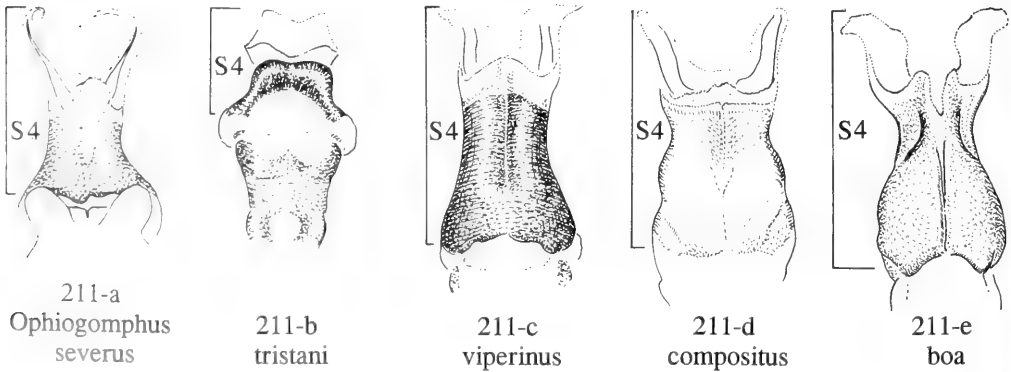 S4
S4
S4
S4
S4
211-a
Ophiogomphus
severus
211-b
tristani
211-c
viperinus
211-d
compositus
211-e
boa